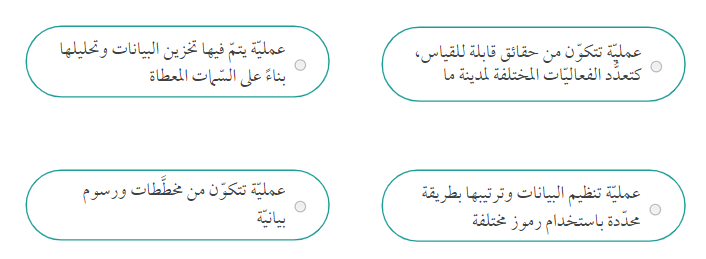 عمليّة تتكوّن من حقائق قابلة للقياس،
كتعدُّد الفعاليّات المختلفة لمدينة ما
عمليّة يتمّ فيها تخزين البيانات وتحليلها
بناءً على السّمات المعطاة
عمليّة تنظيم البيانات وترتيبها بطريقة
محدّدة باستخدام رموز مختلفة
عمليّة تتكوّن من مخطَّطات ورسوم
بيانيّة